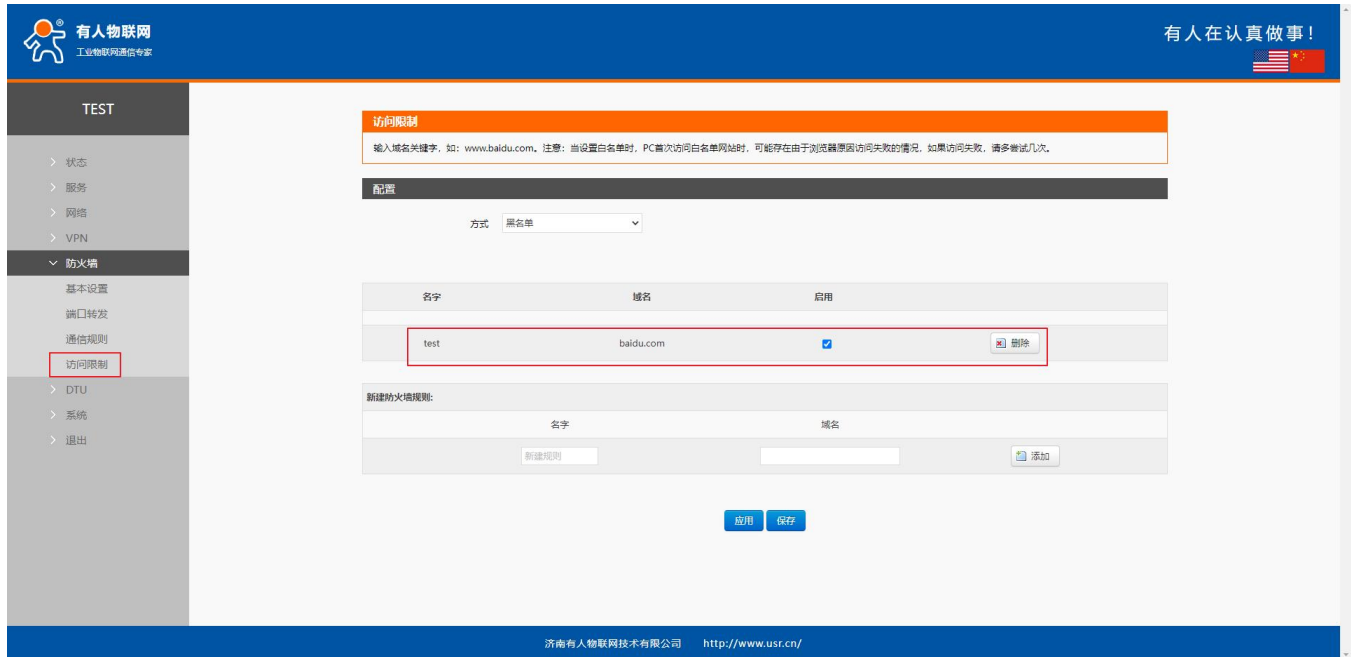 有人物联网
工业物联网通信专家
有人在认真做事!
TEST
状态
服务
网络
VPN
防火墙
基本设置
端口转发
通信规则
访问限制
DTU
系统
退出
访问限制
输入域名关键字，如：www.baidu.com。注意：当设置白名单时，PC首次访问白名单网站时，可能存在由于浏览器原因访问失败的情况，如果访问失败，请多尝试几次。
配置
方式 黑名单
名字 域名 启用
test baidu.com 删除
新建防火墙规则:
名字 域名
新建规则 添加
应用 保存
济南有人物联网技术有限公司 http://www.usr.cn/